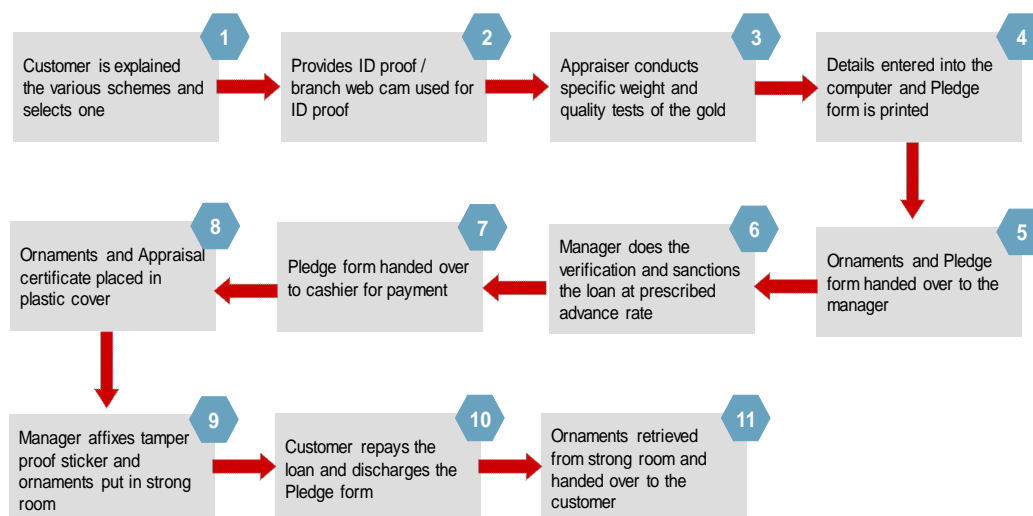 1
Customer is explained
the various schemes and
selects one
2
Provides ID proof /
branch web cam used for
ID proof
3
Appraiser conducts
specific weight and
quality tests of the gold
4
Details entered into the
computer and Pledge
form is printed
5
Ornaments and Pledge
form handed over to the
manager
6
Manager does the
verification and sanctions
the loan at prescribed
advance rate
7
Pledge form handed over
to cashier for payment
8
Ornaments and Appraisal
certificate placed in
plastic cover
9
Manager affixes tamper
proof sticker and
ornaments put in strong
room
10
Customer repays the
loan and discharges the
Pledge form
11
Ornaments retrieved
from strong room and
handed over to the
customer